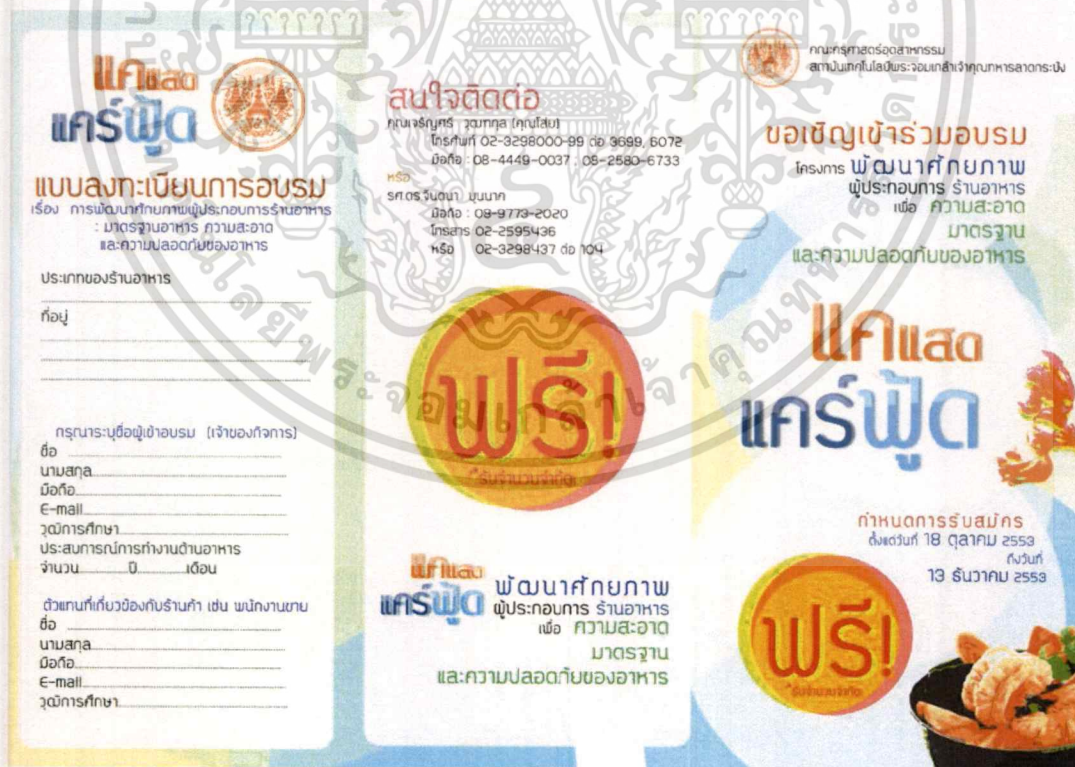 แคแสด
แคร์ฟู้ด
แบบลงทะเบียนการอบรม
เรื่อง การพัฒนาศักยภาพผู้ประกอบการร้านอาหาร
: มาตรฐานอาหาร ความสะอาด
และความปลอดภัยของอาหาร
ประเภทของร้านอาหาร
ที่อยู่
กรุณาระบุชื่อผู้เข้าอบรม (เจ้าของกิจการ)
ชื่อ
นามสกุล
มือถือ
E-mail
วุฒิการศึกษา
ประสบการณ์การทำงานด้านอาหาร
จำนวน ปี เดือน
ตัวแทนที่เกี่ยวข้องกับร้านค้า เช่น พนักงานขาย
ชื่อ
นามสกุล
มือถือ
E-mail
วุฒิการศึกษา
สนใจติดต่อ
คุณเจริญศรี
โทรศัพท์ 02-3298000-99 ต่อ 3699, 6072
มือถือ : 08-4449-0037 , 08-2580-6733
หรือ
รศ.ดร.จินตนา บุนนาค
มือถือ : 08-9773-2020
โทรสาร 02-2595436
หรือ 02-3298437 ต่อ 104
ฟรี!
*รับจำนวนจำกัด
แคแสด
แคร์ฟู้ด
พัฒนาศักยภาพ
ผู้ประกอบการ ร้านอาหาร
เพื่อ ความสะอาด
มาตรฐาน
และความปลอดภัยของอาหาร
คณะครุศาสตร์อุตสาหกรรม
สถาบันเทคโนโลยีพระจอมเกล้าเจ้าคุณทหารลาดกระบัง
ขอเชิญเข้าร่วมอบรม
โครงการ พัฒนาศักยภาพ
ผู้ประกอบการ ร้านอาหาร
เพื่อ ความสะอาด
มาตรฐาน
และความปลอดภัยของอาหาร
แคแสด
แคร์ฟู้ด
กำหนดการรับสมัคร
ตั้งแต่วันที่ 18 ตุลาคม 2553
ถึงวันที่
13 ธันวาคม 2553
ฟรี!
*รับจำนวนจำกัด